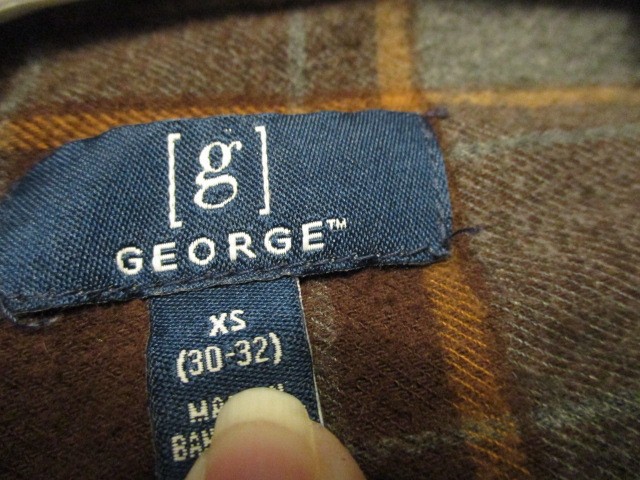 [g]
GEORGE™
XS
(30-32)